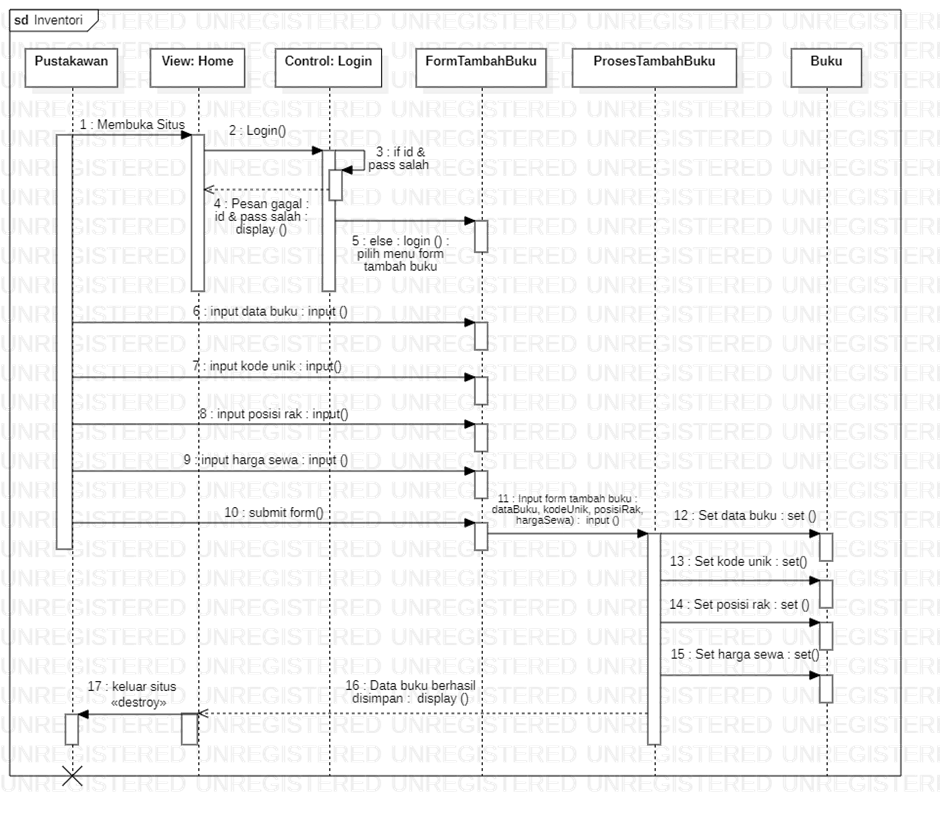 sd Inventori
Pustakawan
View: Home
Control: Login
FormTambahBuku
ProsesTambahBuku
Buku
1 : Membuka Situs
2 : Login()
3 : if id &
pass salah
4 : Pesan gagal :
id & pass salah :
display ()
5 : else : login () :
pilih menu form
tambah buku
6 : input data buku : input ()
7 : input kode unik : input()
8 : input posisi rak : input()
9 : input harga sewa : input ()
10 : submit form()
11 : Input form tambah buku :
dataBuku, kodeUnik, posisiRak,
hargaSewa) : input ()
12 : Set data buku : set ()
13 : Set kode unik : set()
14 : Set posisi rak : set ()
15 : Set harga sewa : set()
16 : Data buku berhasil
disimpan : display ()
17 : keluar situs
«destroy»
UNREGISTERED